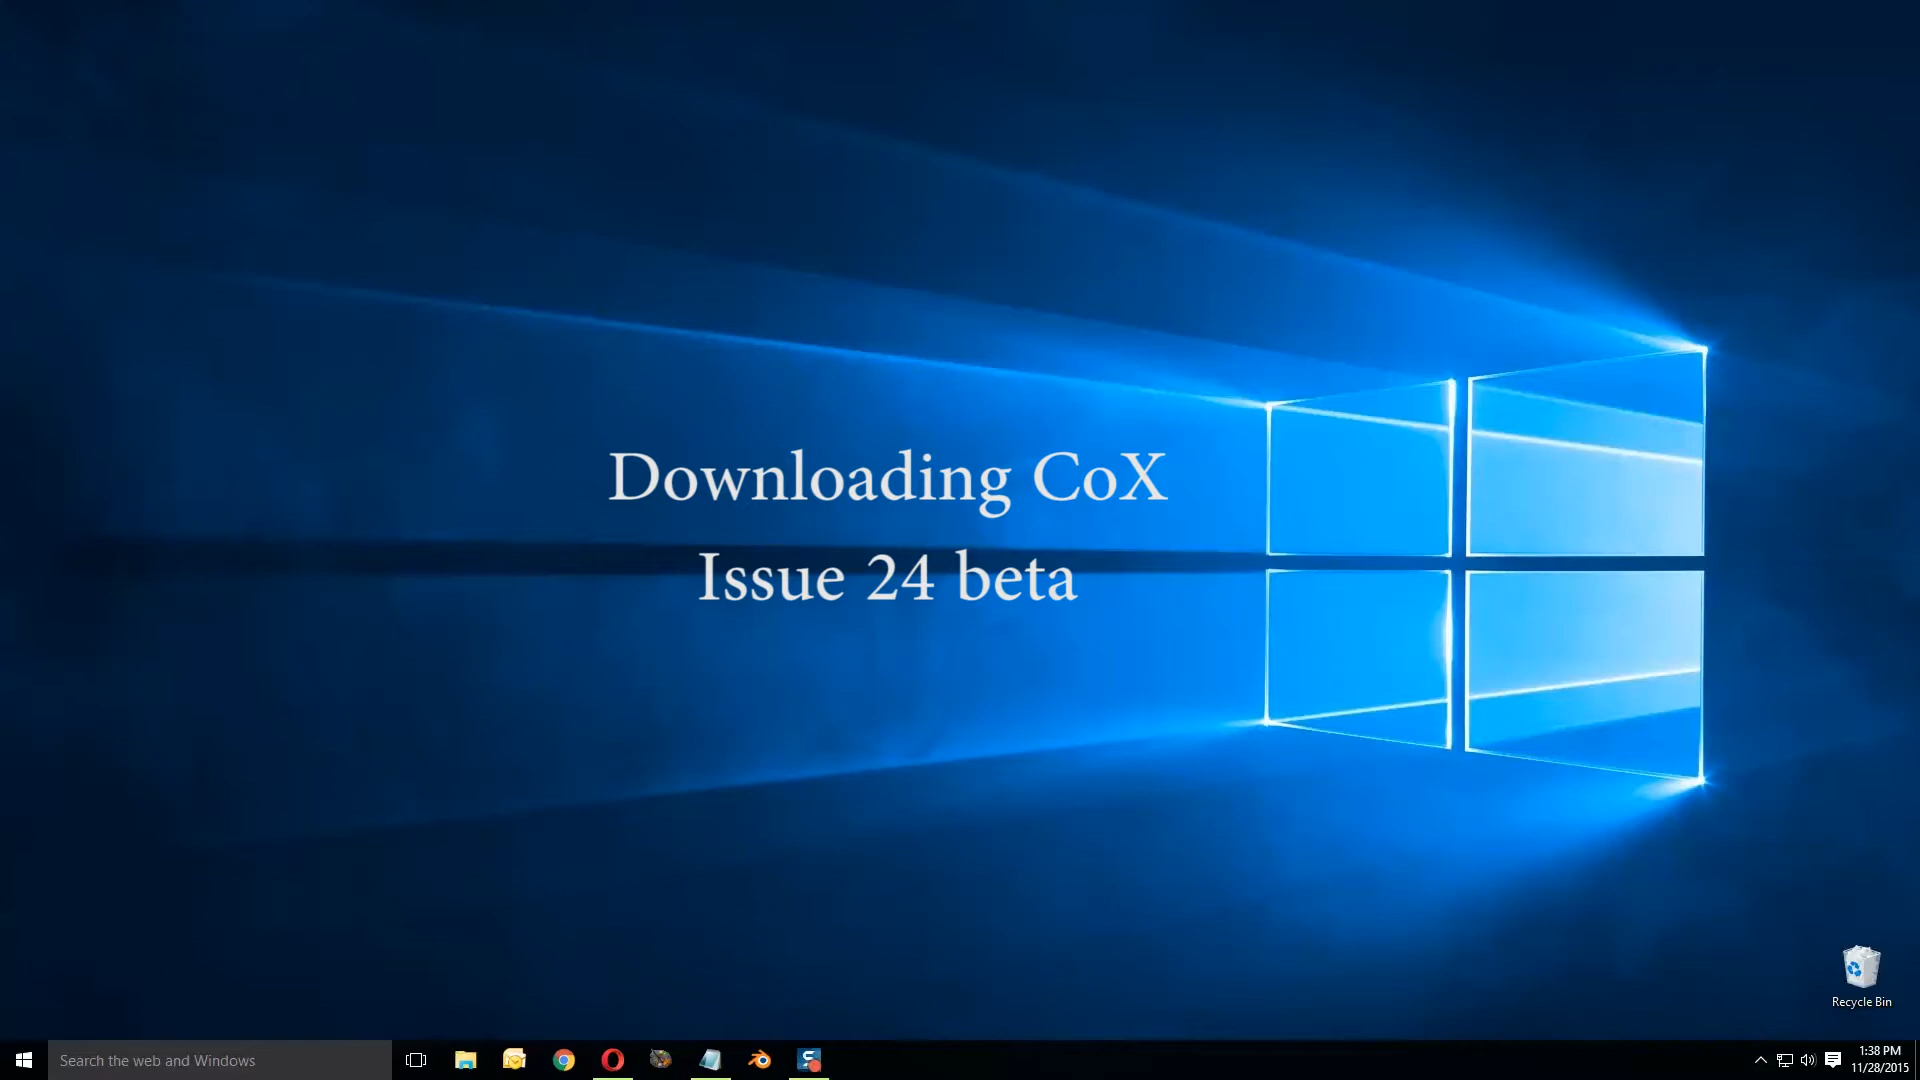 Downloading CoX
Issue 24 beta
Recycle Bin
Search the web and Windows
1:38 PM
11/28/2015